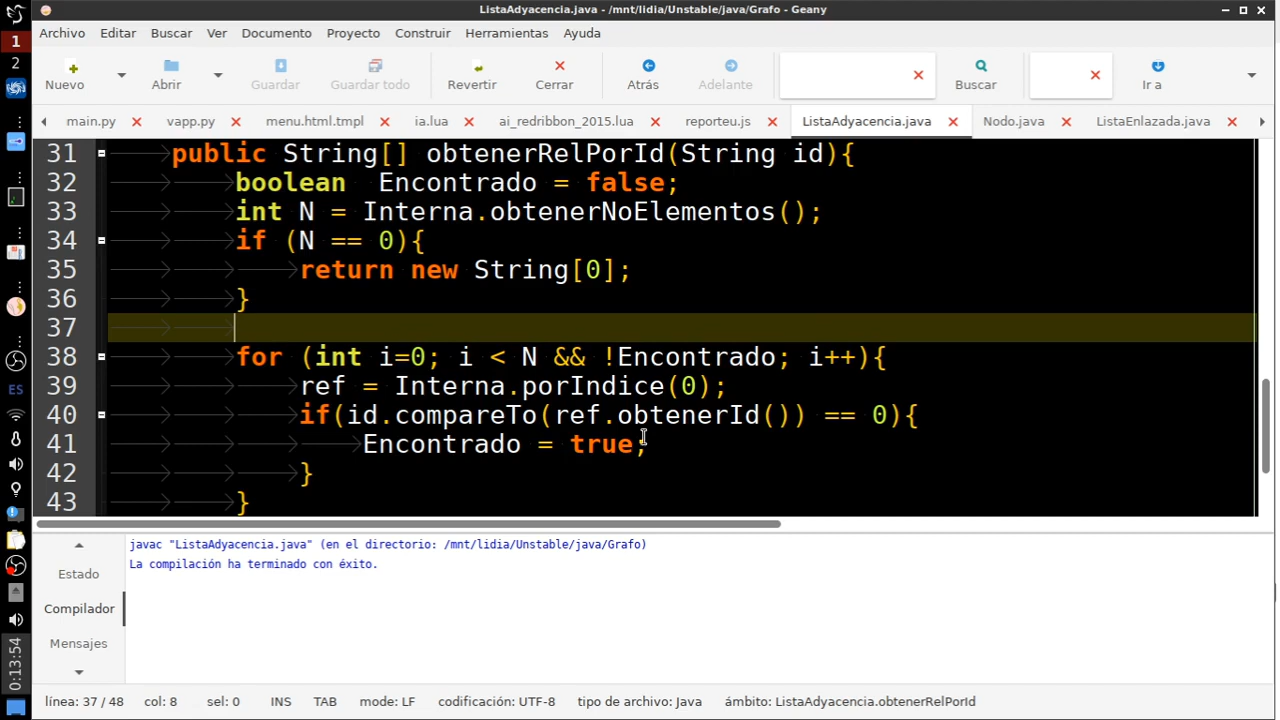 ListaAdyacencia.java - /mnt/lidia/Unstable/java/Grafo - Geany
1
2
ES
0:13:54
Archivo Editar Buscar Ver Documento Proyecto Construir Herramientas Ayuda
Nuevo Abrir Guardar Guardar todo Revertir Cerrar Atrás Adelante Buscar Ir a
main.py vapp.py menu.html.tmpl ia.lua ai_redribbon_2015.lua reporteu.js ListaAdyacencia.java Nodo.java ListaEnlazada.java
31 public String[] obtenerRelPorId(String id){
32 boolean  Encontrado = false;
33 int N = Interna.obtenerNoElementos();
34 if (N == 0){
35 return new String[0];
36 }
37
38 for (int i=0; i < N && !Encontrado; i++){
39 ref = Interna.porIndice(0);
40 if(id.compareTo(ref.obtenerId()) == 0){
41 Encontrado = true;
42 }
43 }
Estado
Compilador
Mensajes
javac "ListaAdyacencia.java" (en el directorio: /mnt/lidia/Unstable/java/Grafo)
La compilación ha terminado con éxito.
línea: 37 / 48 col: 8 sel: 0 INS TAB mode: LF codificación: UTF-8 tipo de archivo: Java ámbito: ListaAdyacencia.obtenerRelPorId